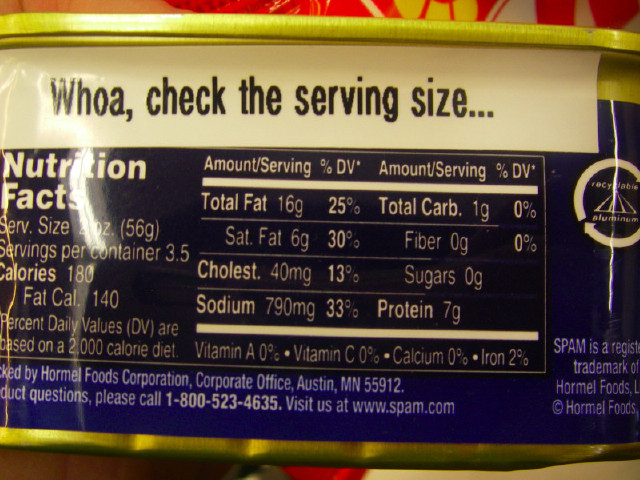 Whoa, check the serving size...
Nutrition
Facts
Serv. Size 2 oz. (56g)
Servings per container 3.5
Calories 180
Fat Cal. 140
Percent Daily Values (DV) are
based on a 2,000 calorie diet.
Amount/Serving % DV* Amount/Serving % DV*
Total Fat 16g 25% Total Carb. 1g 0%
Sat. Fat 6g 30% Fiber 0g 0%
Cholest. 40mg 13% Sugars 0g
Sodium 790mg 33% Protein 7g
Vitamin A 0% • Vitamin C 0% • Calcium 0% • Iron 2%
cked by Hormel Foods Corporation, Corporate Office, Austin, MN 55912.
duct questions, please call 1-800-523-4635. Visit us at www.spam.com
recyclable
aluminum
SPAM is a registe
trademark of
Hormel Foods, L
© Hormel Foods,